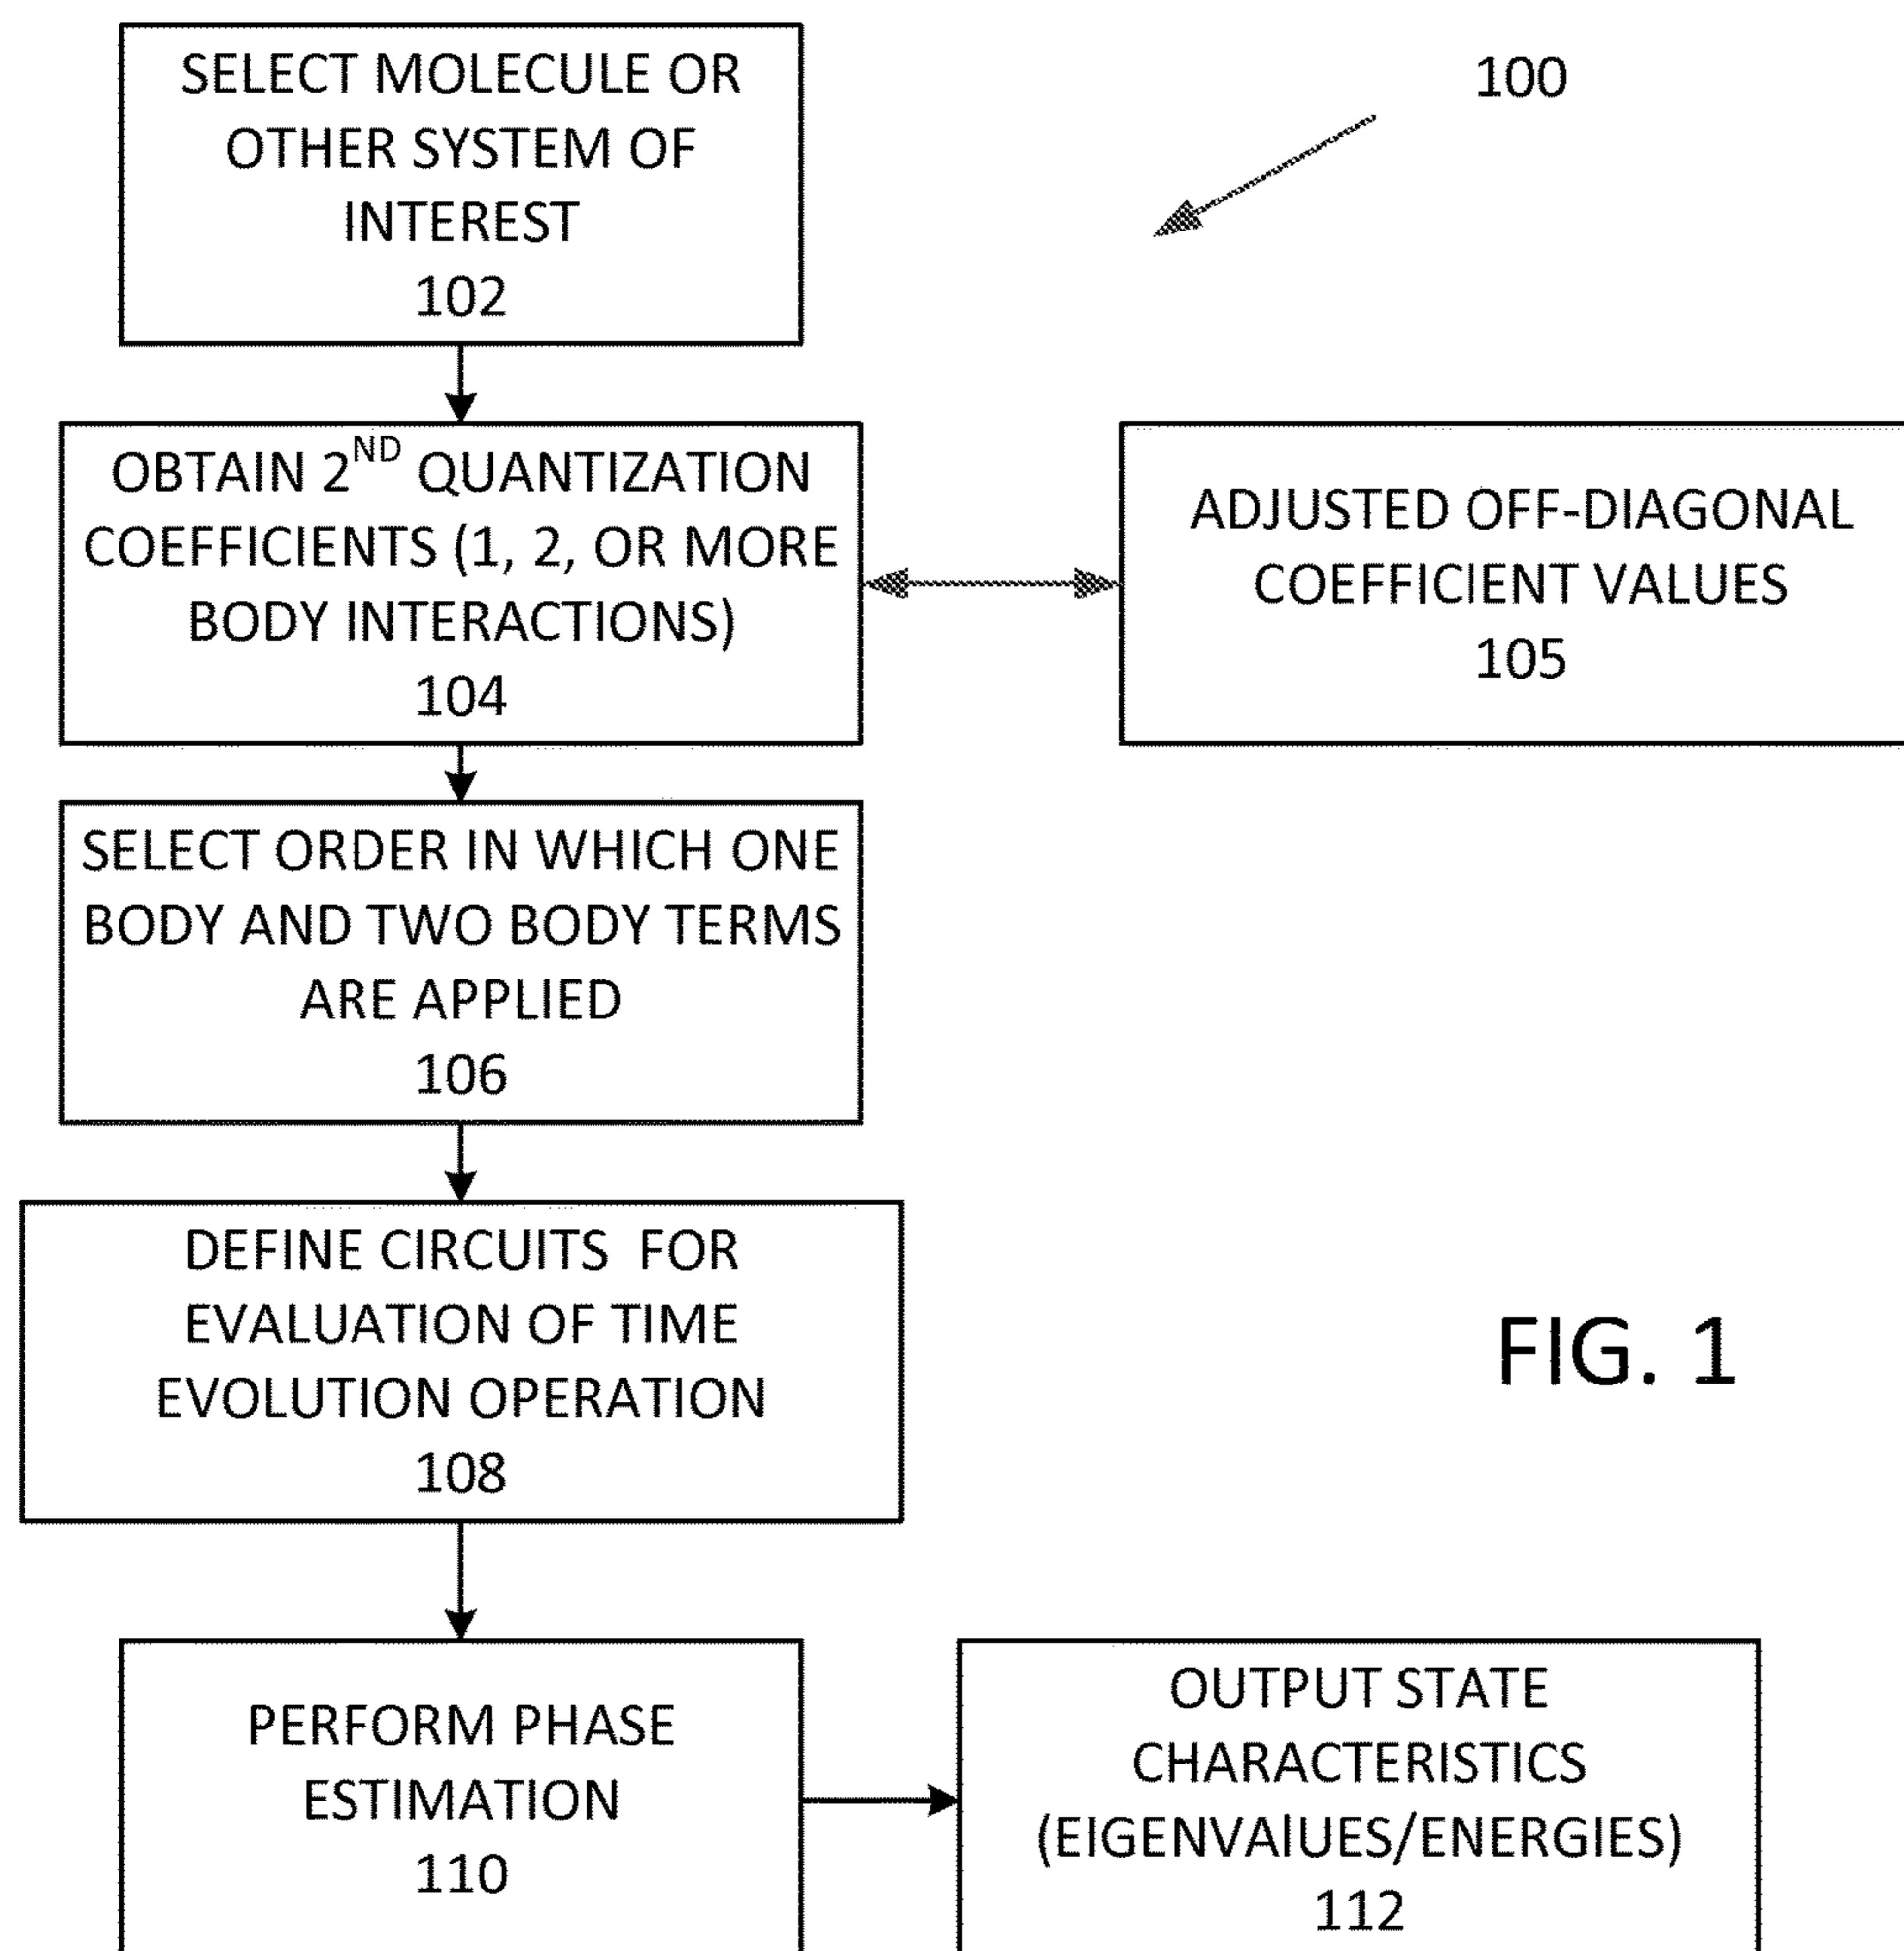 SELECT MOLECULE OR
OTHER SYSTEM OF
INTEREST
102
100
OBTAIN 2ND QUANTIZATION
COEFFICIENTS (1, 2, OR MORE
BODY INTERACTIONS)
104
ADJUSTED OFF-DIAGONAL
COEFFICIENT VALUES
105
SELECT ORDER IN WHICH ONE
BODY AND TWO BODY TERMS
ARE APPLIED
106
DEFINE CIRCUITS FOR
EVALUATION OF TIME
EVOLUTION OPERATION
108
FIG. 1
PERFORM PHASE
ESTIMATION
110
OUTPUT STATE
CHARACTERISTICS
(EIGENVAlUES/ENERGIES)
112